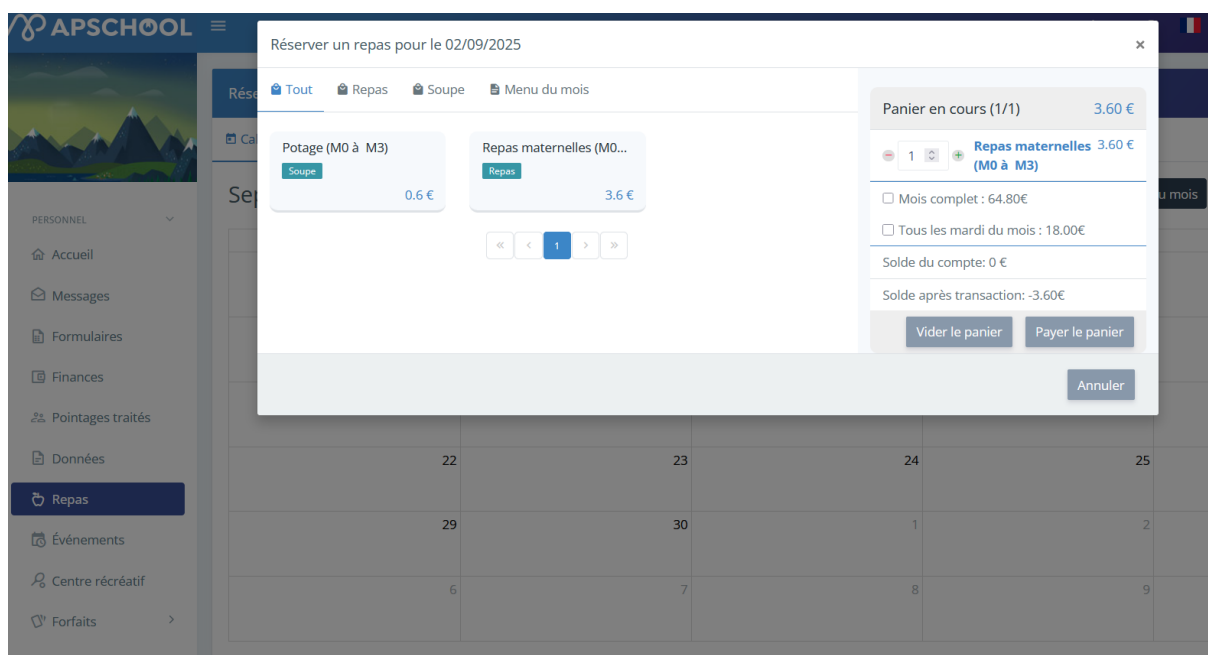 APSCHOOL
Réserver un repas pour le 02/09/2025
×
Tout
Repas
Soupe
Menu du mois
Potage (M0 à M3)
Soupe
0.6 €
Repas maternelles (M0...
Repas
3.6 €
« ‹ 1 › »
Panier en cours (1/1) 3.60 €
1 Repas maternelles 3.60 €
(M0 à M3)
Mois complet : 64.80€
Tous les mardi du mois : 18.00€
Solde du compte: 0 €
Solde après transaction: -3.60€
Vider le panier
Payer le panier
Annuler
Rése
Cal
Sep
u mois
PERSONNEL
Accueil
Messages
Formulaires
Finances
Pointages traités
Données
Repas
Événements
Centre récréatif
Forfaits
22 23 24 25
29 30 1 2
6 7 8 9